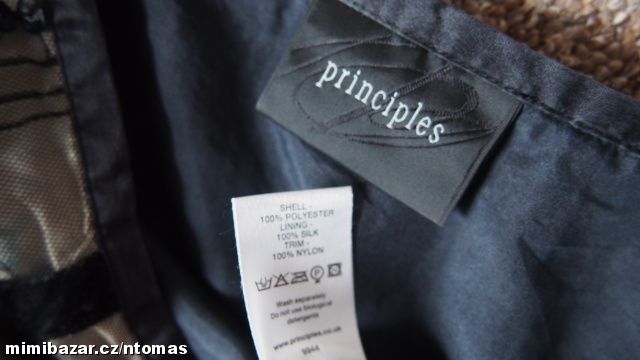 principles
SHELL -
100% POLYESTER
LINING -
100% SILK
TRIM -
100% NYLON
Wash separately
Do not use biological
detergents
www.principles.co.uk
mimibazar.cz/ntomas